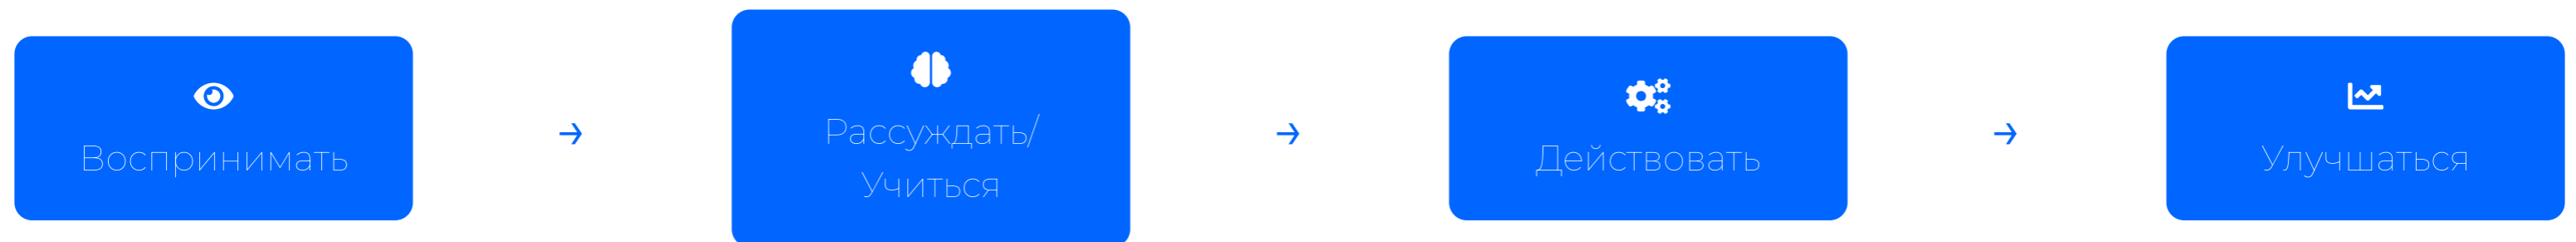 Воспринимать
→
Рассуждать/
Учиться
→
Действовать
→
Улучшаться